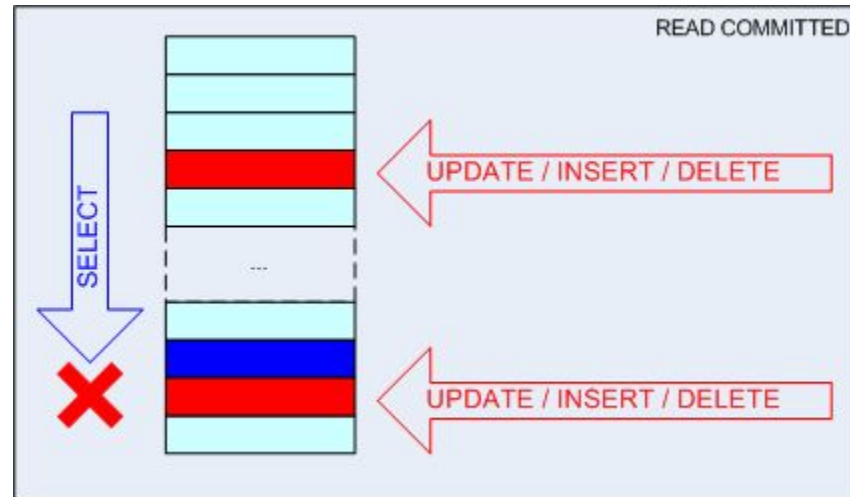 READ COMMITTED
UPDATE / INSERT / DELETE
SELECT
...
UPDATE / INSERT / DELETE